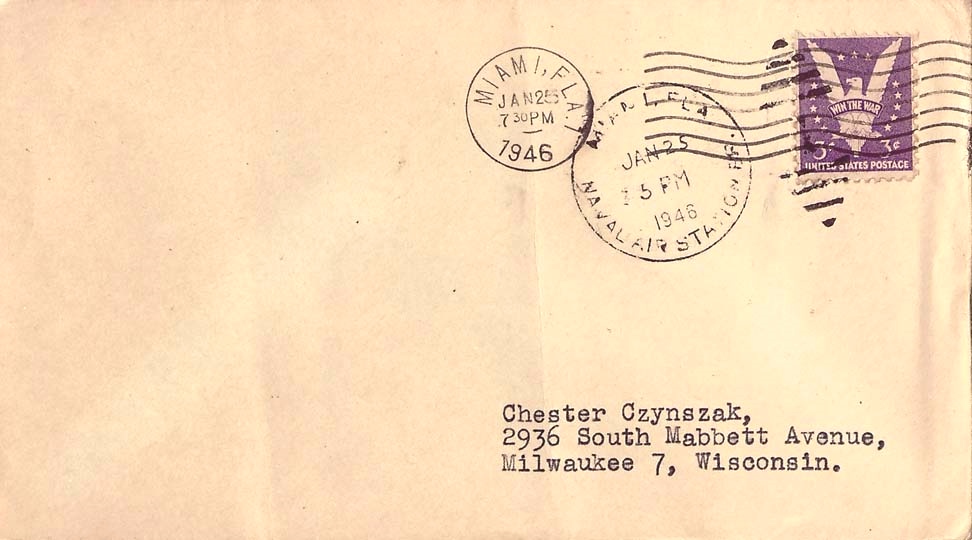 MIAMI, FLA.
JAN 25
7 30 PM
1946
MIAMI, FLA.
JAN 25
5 PM
1946
NAVAL AIR STATION BR.
WIN THE WAR
3¢ 3¢
UNITED STATES POSTAGE
Chester Czynszak,
2936 South Mabbett Avenue,
Milwaukee 7, Wisconsin.